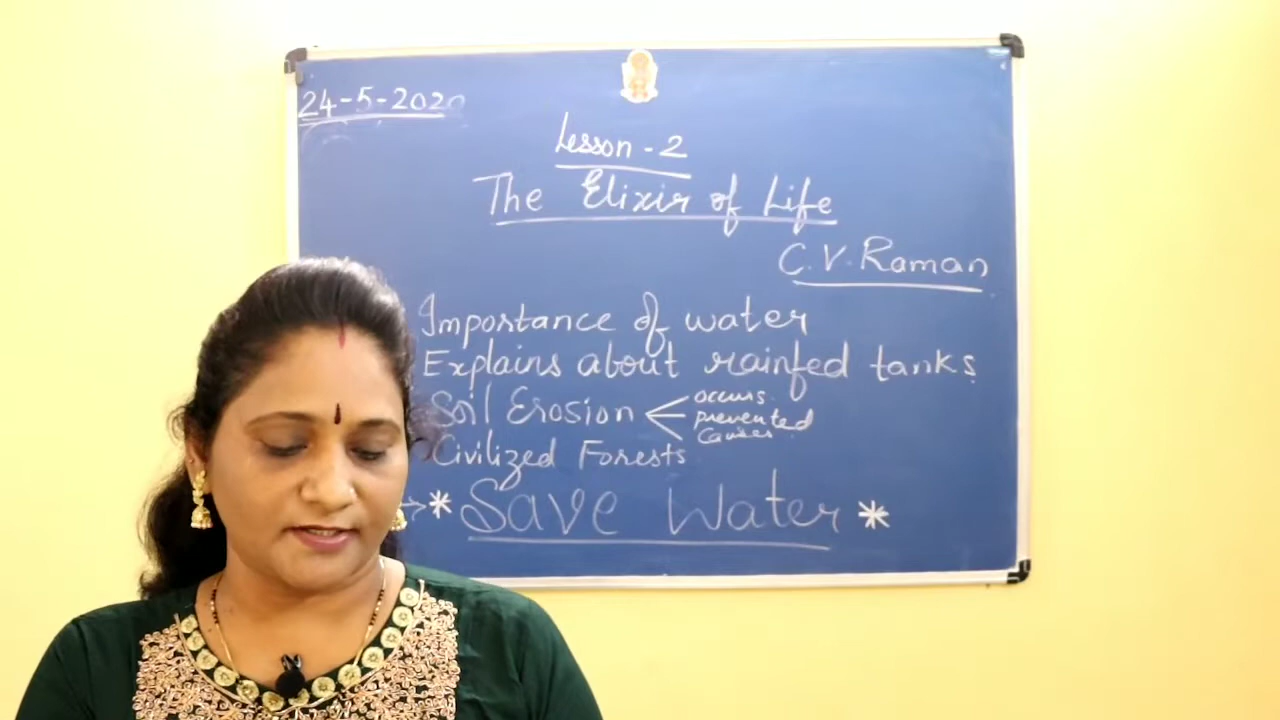 24-5-2020
Lesson - 2
The Elixir of Life
C.V. Raman
Importance of water
Explains about rainfed tanks
Soil Erosion occurs
prevented
causes
Civilized Forests
→ * Save Water *